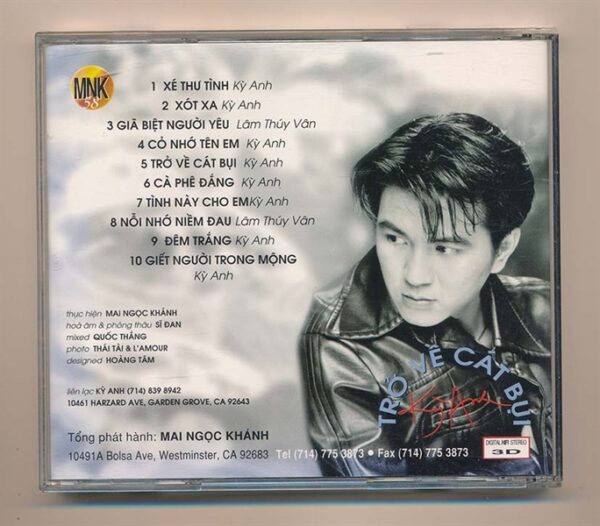 MNK
58
1 XÉ THƯ TÌNH Kỳ Anh
2 XÓT XA Kỳ Anh
3 GIÃ BIỆT NGƯỜI YÊU Lâm Thúy Vân
4 CỎ NHỚ TÊN EM Kỳ Anh
5 TRỞ VỀ CÁT BỤI Kỳ Anh
6 CÀ PHÊ ĐẮNG Kỳ Anh
7 TÌNH NÀY CHO EM Kỳ Anh
8 NỖI NHỚ NIỀM ĐAU Lâm Thúy Vân
9 ĐÊM TRẮNG Kỳ Anh
10 GIẾT NGƯỜI TRONG MỘNG
Kỳ Anh
thực hiện MAI NGỌC KHÁNH
hoà âm & phòng thâu SĨ ĐAN
mixed QUỐC THẮNG
photo THÁI TÀI & L'AMOUR
designed HOÀNG TÂM
liên lạc KỲ ANH (714) 839 8942
10461 HARZARD AVE, GARDEN GROVE, CA 92643
TRỞ VỀ CÁT BỤI
Kỳ Anh
Tổng phát hành: MAI NGỌC KHÁNH
10491A Bolsa Ave, Westminster, CA 92683 Tel (714) 775 3873 • Fax (714) 775 3873
DIGITAL HIFI STEREO
3D